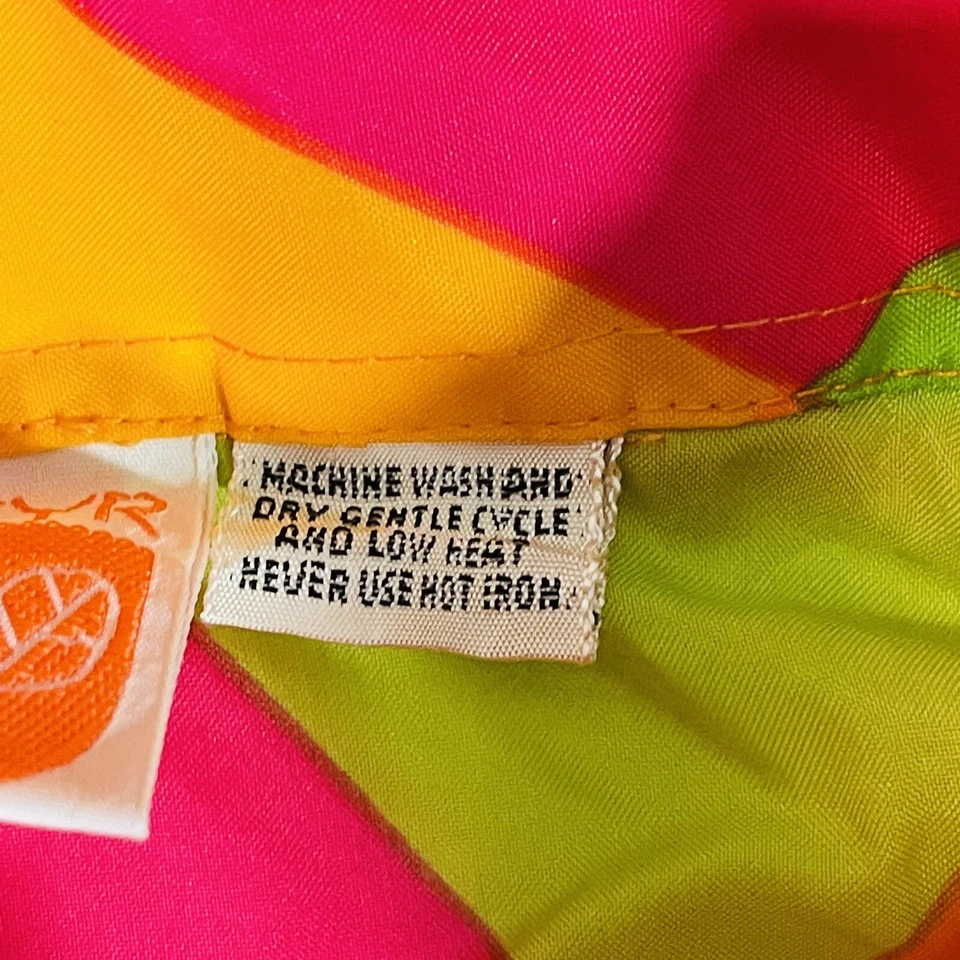 MACHINE WASH AND
DRY GENTLE CYCLE
AND LOW HEAT
NEVER USE HOT IRON